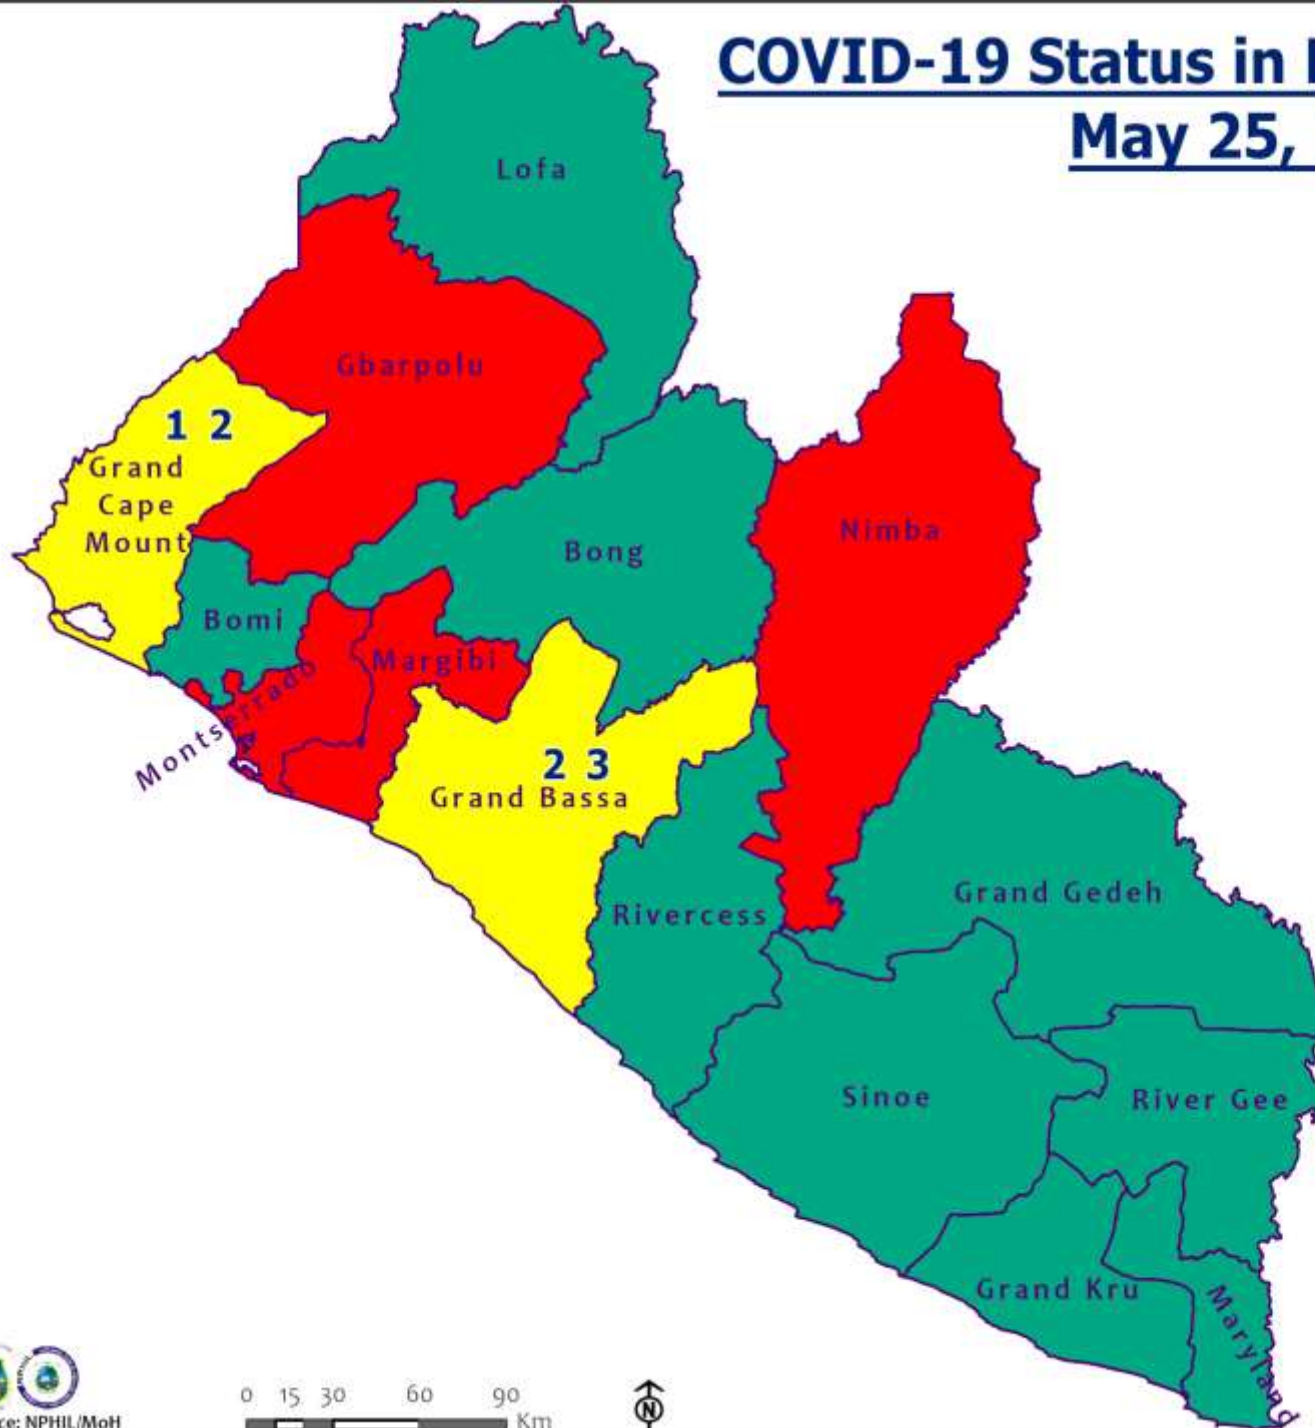 COVID-19 Status in
May 25,
Lofa
Gbarpolu
1 2
Grand
Cape
Mount
Nimba
Bong
Bomi
Margibi
Montserrado
2 3
Grand Bassa
Rivercess
Grand Gedeh
Sinoe
River Gee
Grand Kru
Maryland
0 15 30 60 90
Km
N
ce: NPHIL/MoH